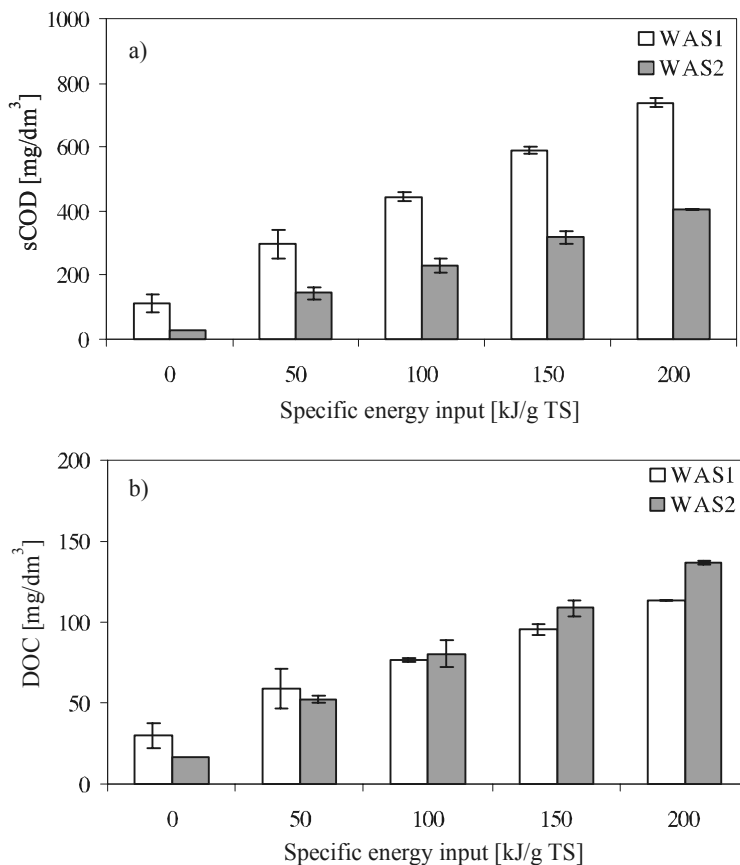 a)
WAS1
WAS2
sCOD [mg/dm³]
1000
800
600
400
200
0
0 50 100 150 200
Specific energy input [kJ/g TS]
b)
WAS1
WAS2
DOC [mg/dm³]
200
150
100
50
0
0 50 100 150 200
Specific energy input [kJ/g TS]